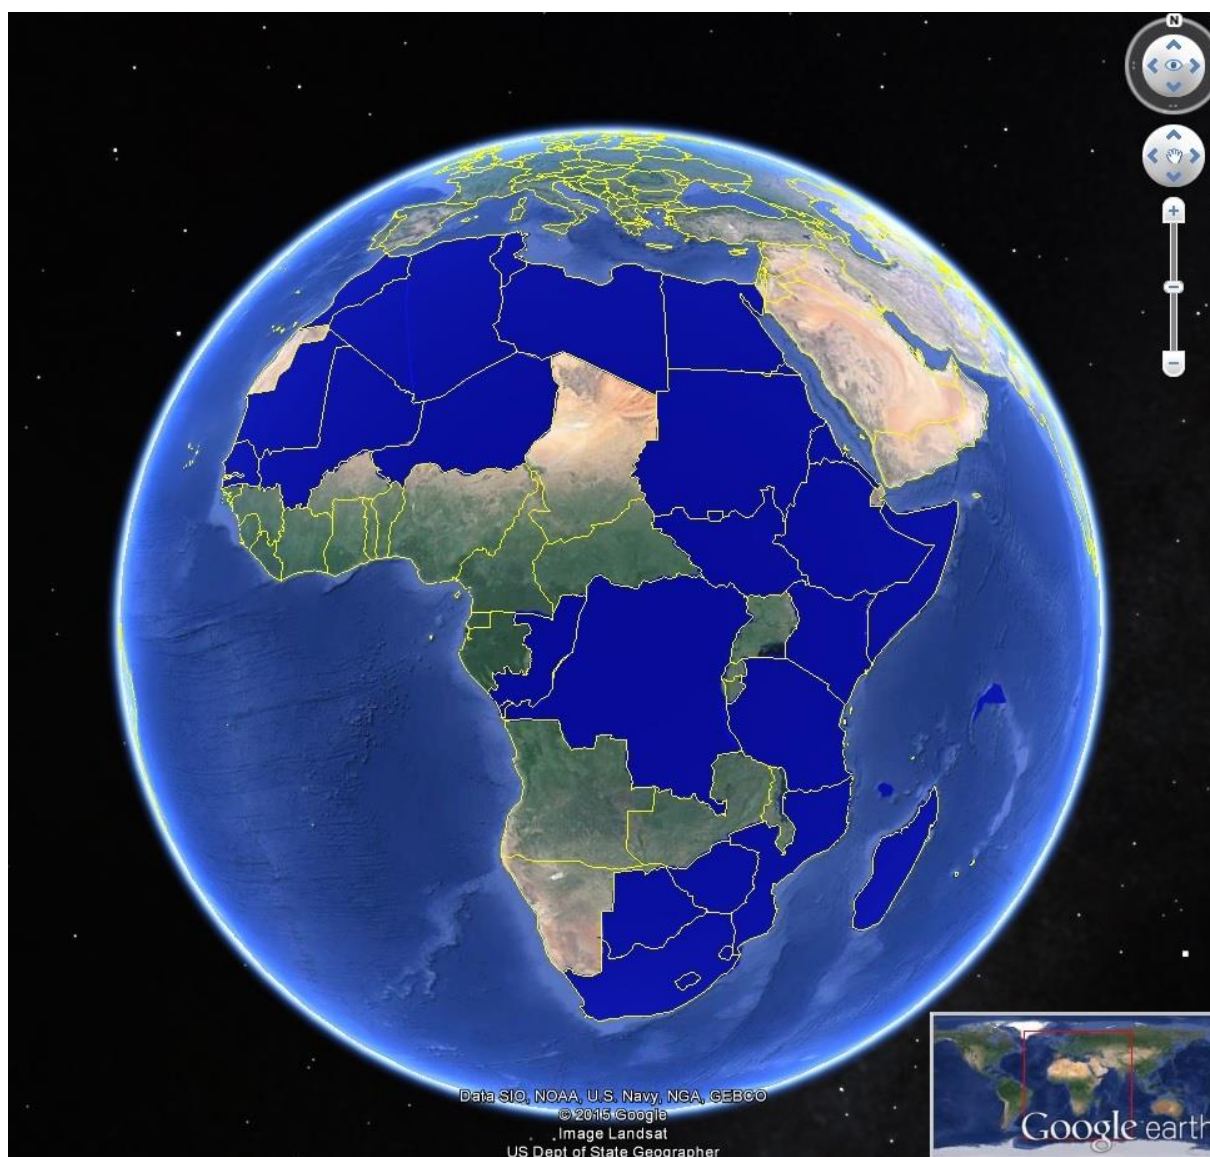 N
Data SIO, NOAA, U.S. Navy, NGA, GEBCO
© 2015 Google
Image Landsat
US Dept of State Geographer
Google earth